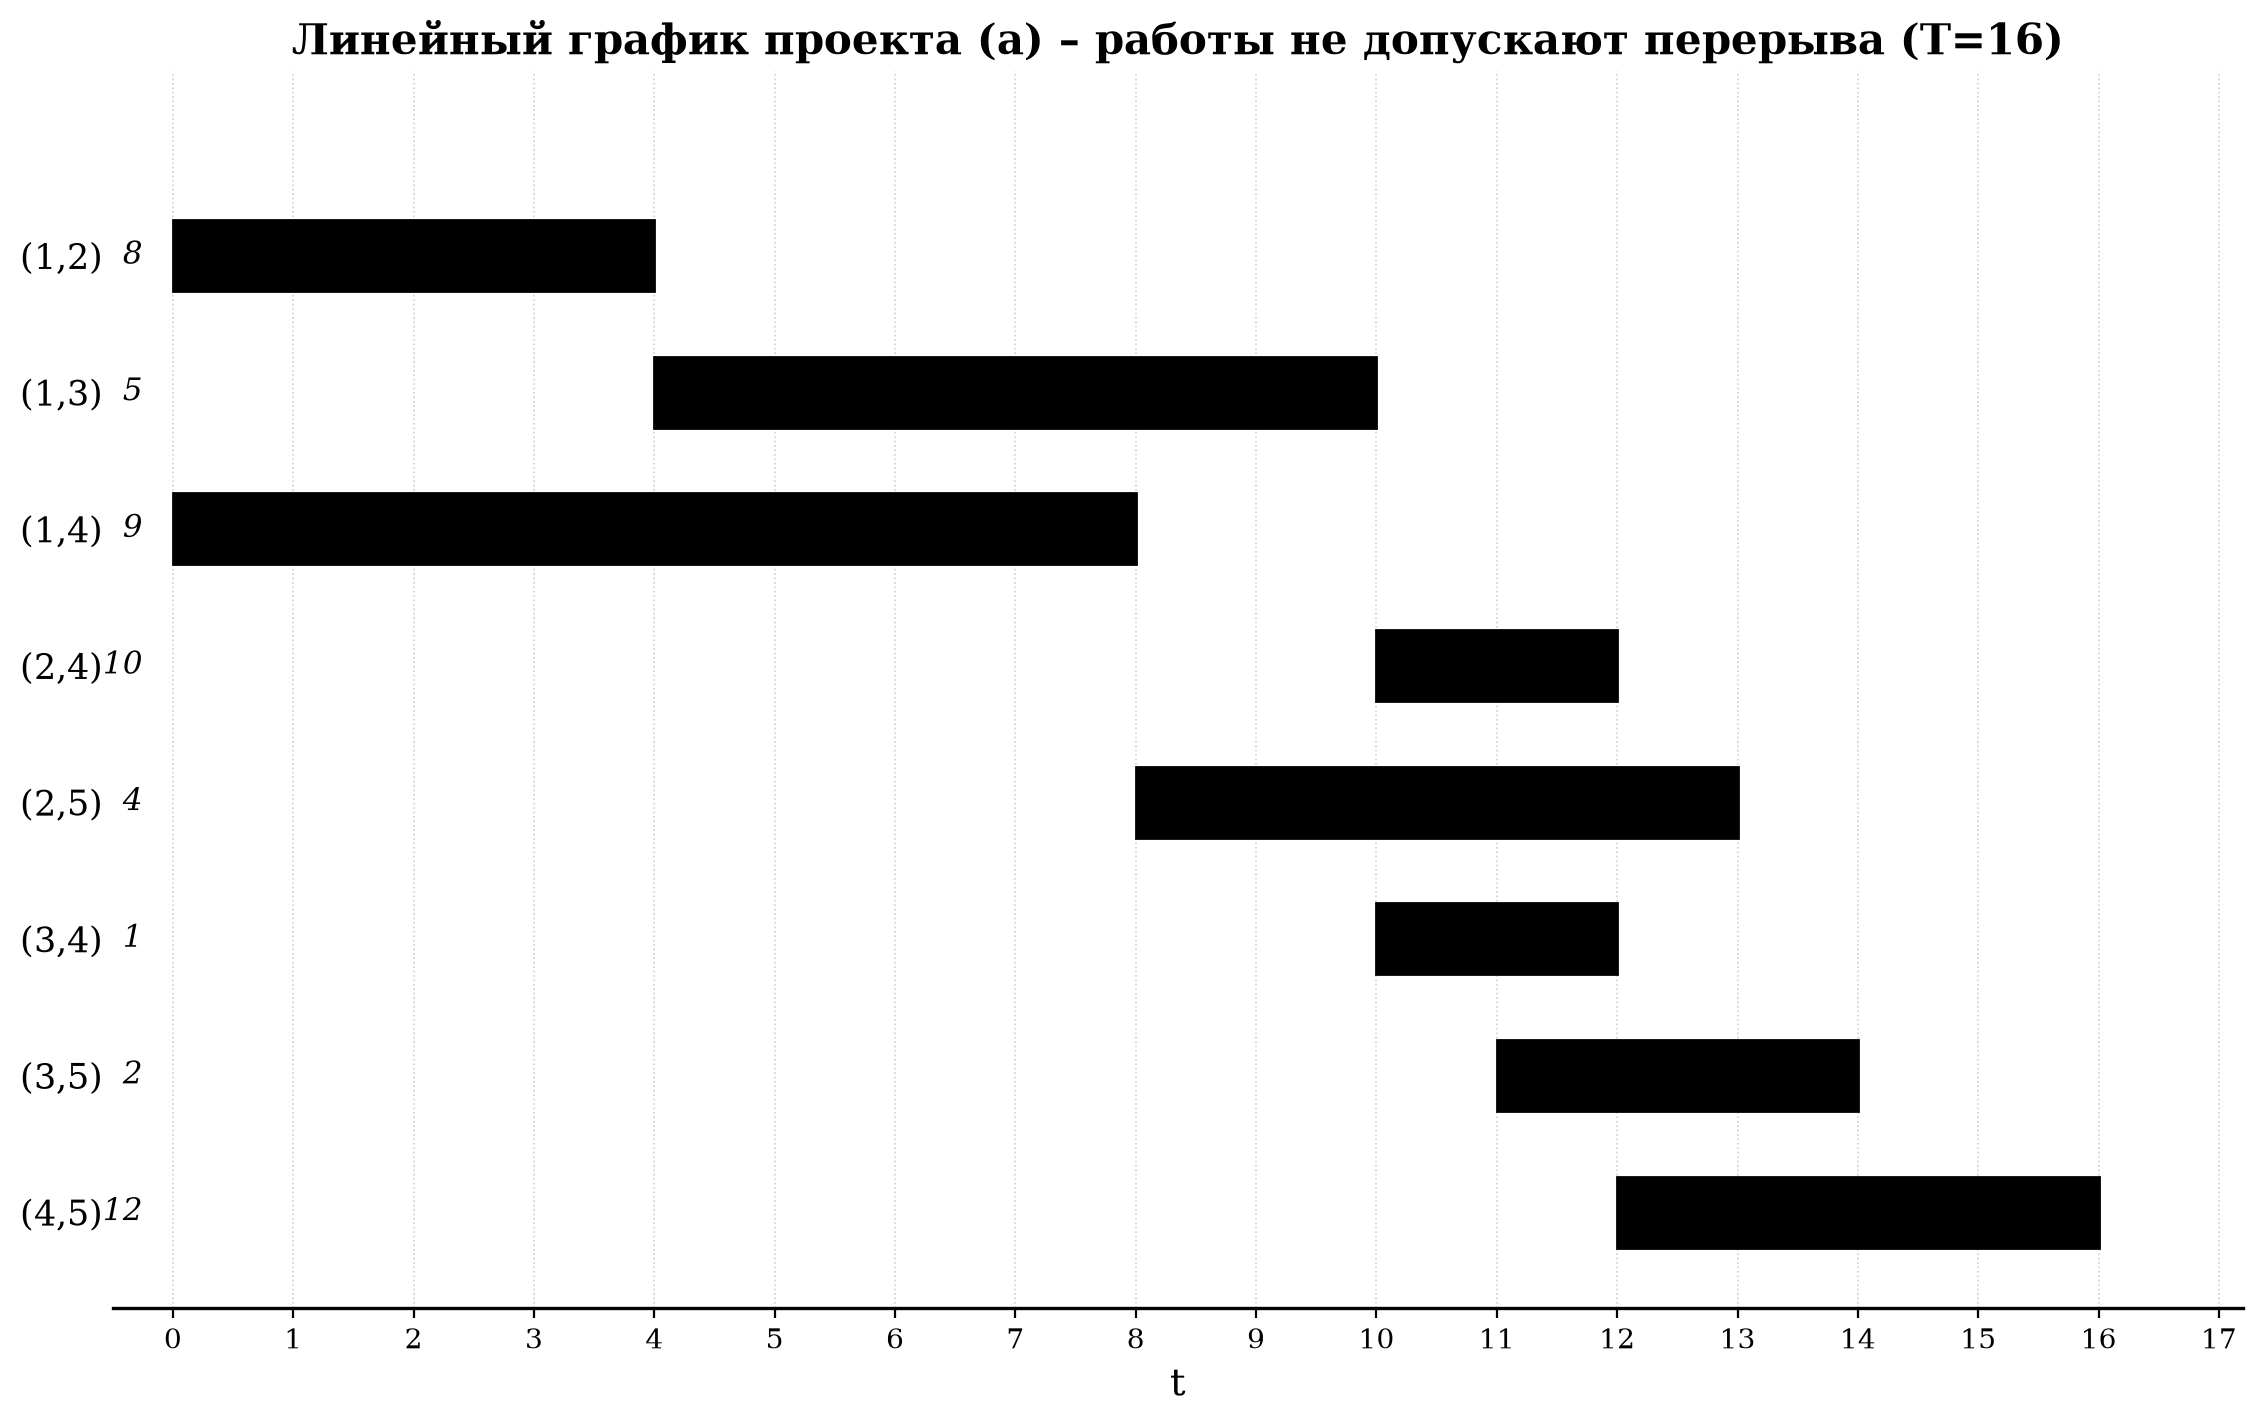 Линейный график проекта (а) – работы не допускают перерыва (T=16)
(1,2) 8
(1,3) 5
(1,4) 9
(2,4) 10
(2,5) 4
(3,4) 1
(3,5) 2
(4,5) 12
0 1 2 3 4 5 6 7 8 9 10 11 12 13 14 15 16 17
t